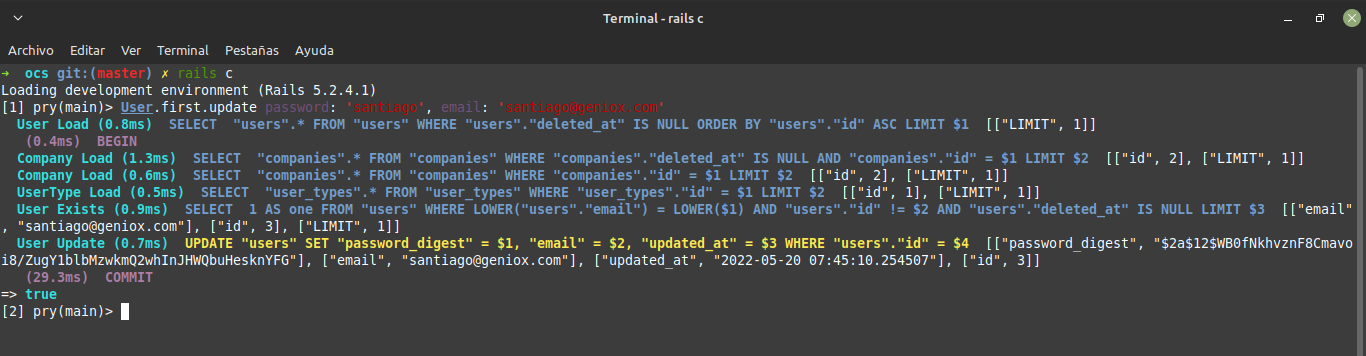 Terminal - rails c
Archivo Editar Ver Terminal Pestañas Ayuda
➜ ocs git:(master) ✗ rails c
Loading development environment (Rails 5.2.4.1)
[1] pry(main)> User.first.update password: 'santiago', email: 'santiago@geniox.com'
User Load (0.8ms) SELECT "users".* FROM "users" WHERE "users"."deleted_at" IS NULL ORDER BY "users"."id" ASC LIMIT $1 [["LIMIT", 1]]
(0.4ms) BEGIN
Company Load (1.3ms) SELECT "companies".* FROM "companies" WHERE "companies"."deleted_at" IS NULL AND "companies"."id" = $1 LIMIT $2 [["id", 2], ["LIMIT", 1]]
Company Load (0.6ms) SELECT "companies".* FROM "companies" WHERE "companies"."id" = $1 LIMIT $2 [["id", 2], ["LIMIT", 1]]
UserType Load (0.5ms) SELECT "user_types".* FROM "user_types" WHERE "user_types"."id" = $1 LIMIT $2 [["id", 1], ["LIMIT", 1]]
User Exists (0.9ms) SELECT 1 AS one FROM "users" WHERE LOWER("users"."email") = LOWER($1) AND "users"."id" != $2 AND "users"."deleted_at" IS NULL LIMIT $3 [["email"
, "santiago@geniox.com"], ["id", 3], ["LIMIT", 1]]
User Update (0.7ms) UPDATE "users" SET "password_digest" = $1, "email" = $2, "updated_at" = $3 WHERE "users"."id" = $4 [["password_digest", "$2a$12$WB0fNkhvznF8Cmavo
i8/ZugY1blbMzwkmQ2whInJHWQbuHesknYFG"], ["email", "santiago@geniox.com"], ["updated_at", "2022-05-20 07:45:10.254507"], ["id", 3]]
(29.3ms) COMMIT
=> true
[2] pry(main)>